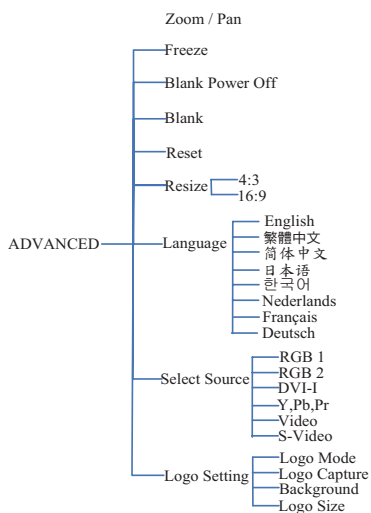 Zoom / Pan
Freeze
Blank Power Off
Blank
Reset
Resize
4:3
16:9
ADVANCED
Language
English
繁體中文
简体中文
日本语
한국어
Nederlands
Français
Deutsch
Select Source
RGB 1
RGB 2
DVI-I
Y,Pb,Pr
Video
S-Video
Logo Setting
Logo Mode
Logo Capture
Background
Logo Size